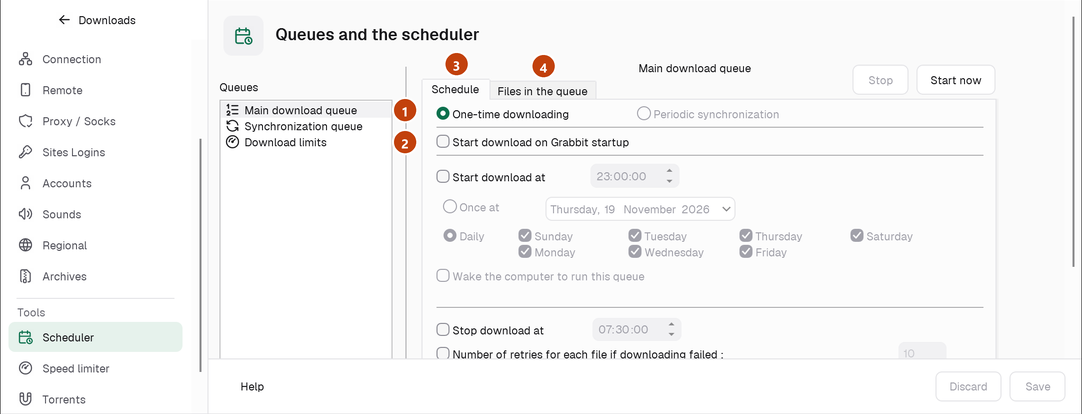 Downloads
Connection
Remote
Proxy / Socks
Sites Logins
Accounts
Sounds
Regional
Archives
Tools
Scheduler
Speed limiter
Torrents
Queues and the scheduler
Queues
Main download queue
Synchronization queue
Download limits
1
2
3
4
Main download queue
Stop
Start now
Schedule
Files in the queue
One-time downloading
Periodic synchronization
Start download on Grabbit startup
Start download at
23:00:00
Once at
Thursday, 19 November 2026
Daily
Sunday
Tuesday
Thursday
Saturday
Monday
Wednesday
Friday
Wake the computer to run this queue
Stop download at
07:30:00
Number of retries for each file if downloading failed :
10
Help
Discard
Save